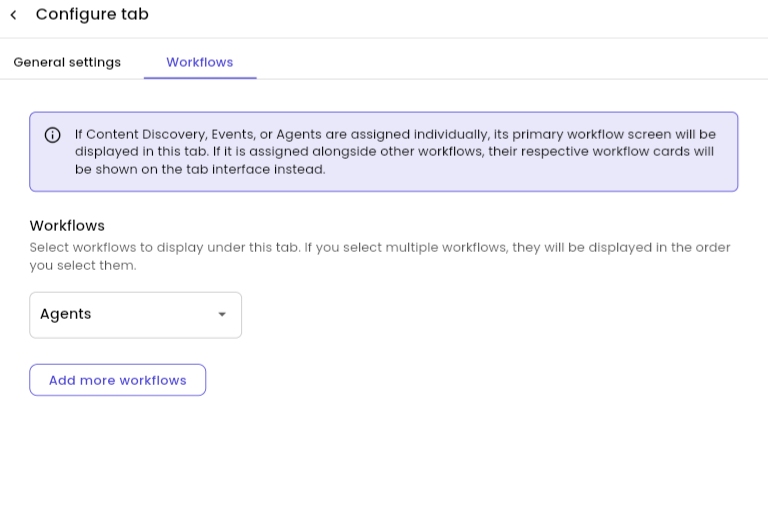 Configure tab
General settings
Workflows
If Content Discovery, Events, or Agents are assigned individually, its primary workflow screen will be
displayed in this tab. If it is assigned alongside other workflows, their respective workflow cards will
be shown on the tab interface instead.
Workflows
Select workflows to display under this tab. If you select multiple workflows, they will be displayed in the order
you select them.
Agents
Add more workflows